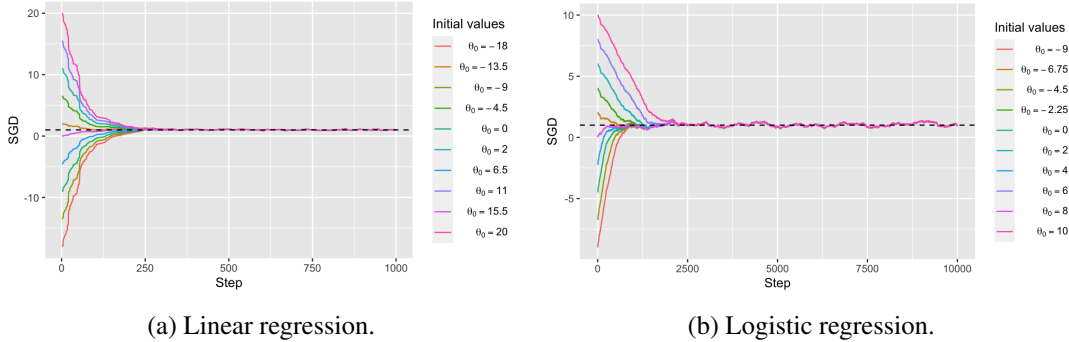 20
10
0
-10
SGD
0
250
500
750
1000
Step
Initial values
θ₀ = − 18
θ₀ = − 13.5
θ₀ = − 9
θ₀ = − 4.5
θ₀ = 0
θ₀ = 2
θ₀ = 6.5
θ₀ = 11
θ₀ = 15.5
θ₀ = 20
(a) Linear regression.
10
5
0
-5
SGD
0
2500
5000
7500
10000
Step
Initial values
θ₀ = −9
θ₀ = −6.75
θ₀ = −4.5
θ₀ = −2.25
θ₀ = 0
θ₀ = 2
θ₀ = 4
θ₀ = 6
θ₀ = 8
θ₀ = 10
(b) Logistic regression.